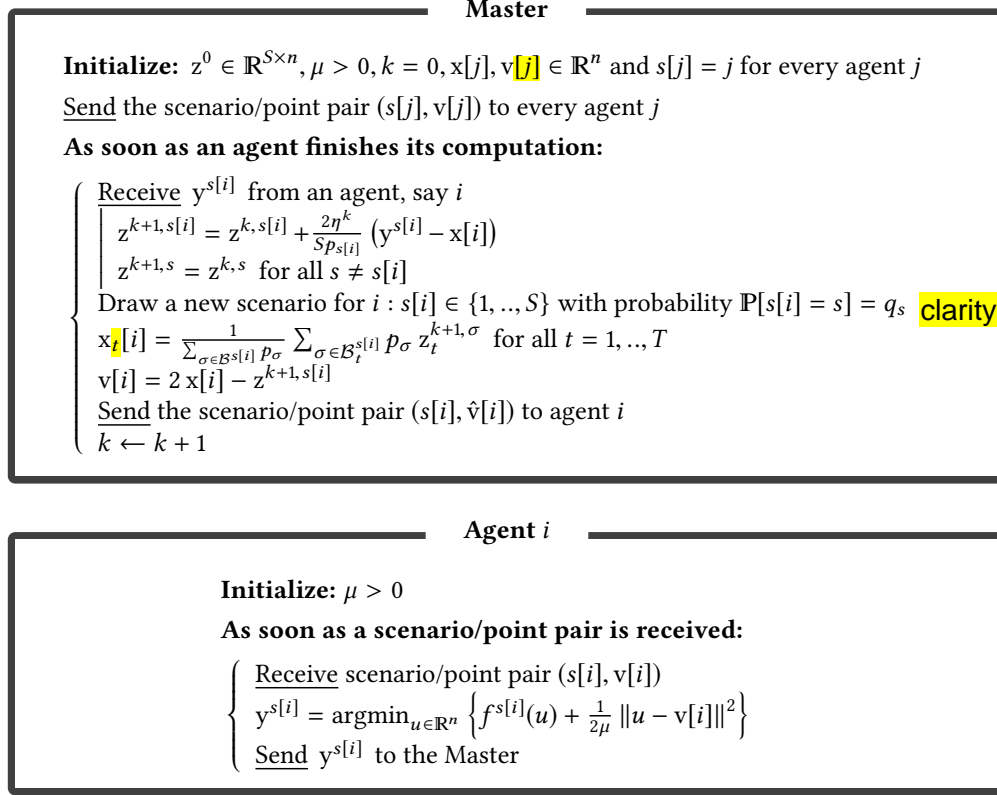 Master
Initialize: z^0 ∈ ℝ^{S×n}, μ > 0, k = 0, x[j], v[j] ∈ ℝ^n and s[j] = j for every agent j
Send the scenario/point pair (s[j], v[j]) to every agent j
As soon as an agent finishes its computation:
Receive y^{s[i]} from an agent, say i
z^{k+1,s[i]} = z^{k,s[i]} + \frac{2η^k}{Sp_{s[i]}} (y^{s[i]} − x[i])
z^{k+1,s} = z^{k,s} for all s ≠ s[i]
Draw a new scenario for i : s[i] ∈ {1, .., S} with probability ℙ[s[i] = s] = q_s clarity
x_t[i] = \frac{1}{∑_{σ∈ℬ^{s[i]}} p_σ} ∑_{σ∈ℬ_t^{s[i]}} p_σ z_t^{k+1,σ} for all t = 1, .., T
v[i] = 2 x[i] − z^{k+1,s[i]}
Send the scenario/point pair (s[i], v̂[i]) to agent i
k ← k + 1
Agent i
Initialize: μ > 0
As soon as a scenario/point pair is received:
Receive scenario/point pair (s[i], v[i])
y^{s[i]} = argmin_{u∈ℝ^n} { f^{s[i]}(u) + \frac{1}{2μ} ‖u − v[i]‖^2 }
Send y^{s[i]} to the Master